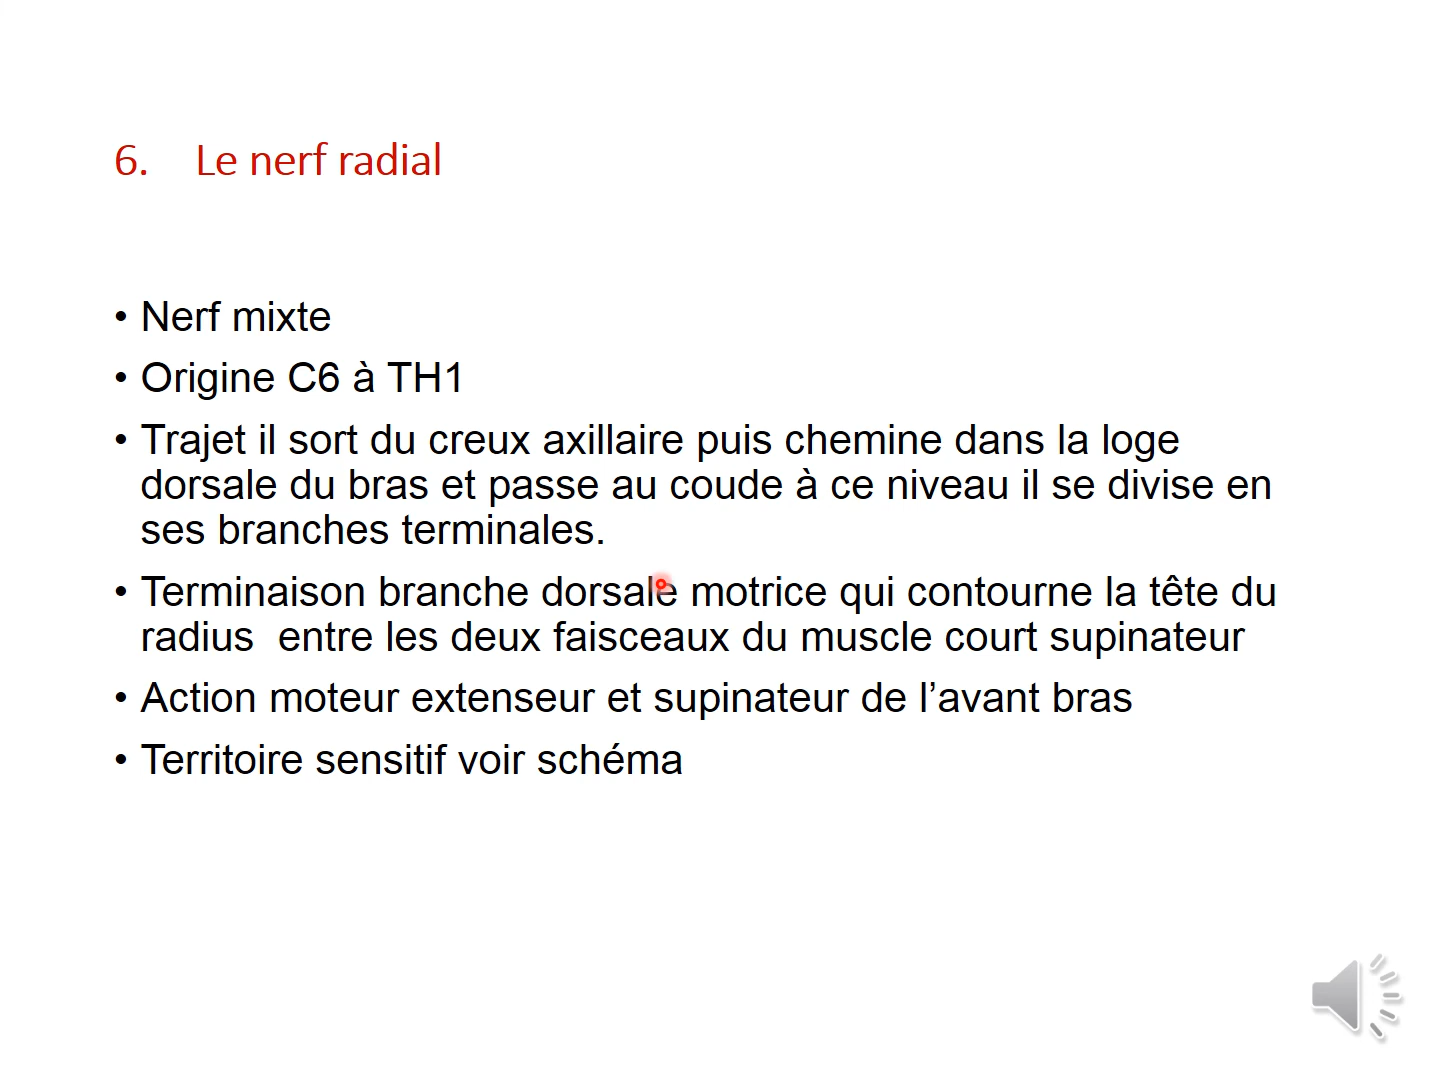 6. Le nerf radial
• Nerf mixte
• Origine C6 à TH1
• Trajet il sort du creux axillaire puis chemine dans la loge
dorsale du bras et passe au coude à ce niveau il se divise en
ses branches terminales.
• Terminaison branche dorsale motrice qui contourne la tête du
radius entre les deux faisceaux du muscle court supinateur
• Action moteur extenseur et supinateur de l’avant bras
• Territoire sensitif voir schéma